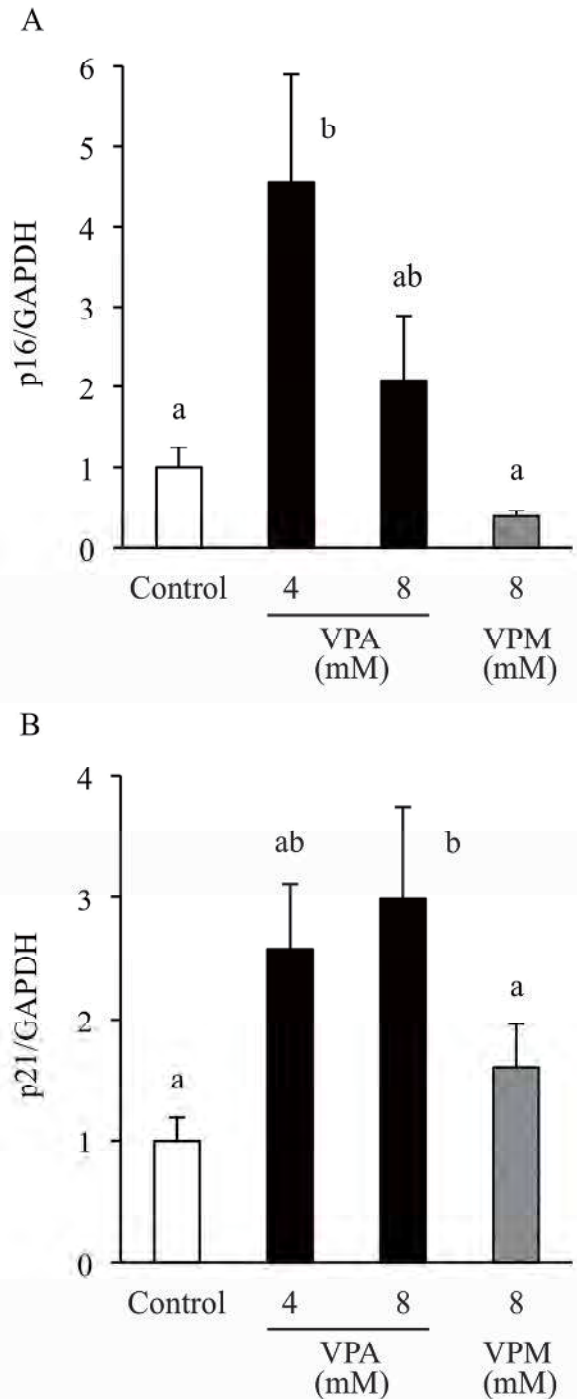 A
6
5
4
3
2
1
0
p16/GAPDH
a
b
ab
a
Control 4 8 8
VPA VPM
(mM) (mM)
B
4
3
2
1
0
p21/GAPDH
a
ab
b
a
Control 4 8 8
VPA VPM
(mM) (mM)